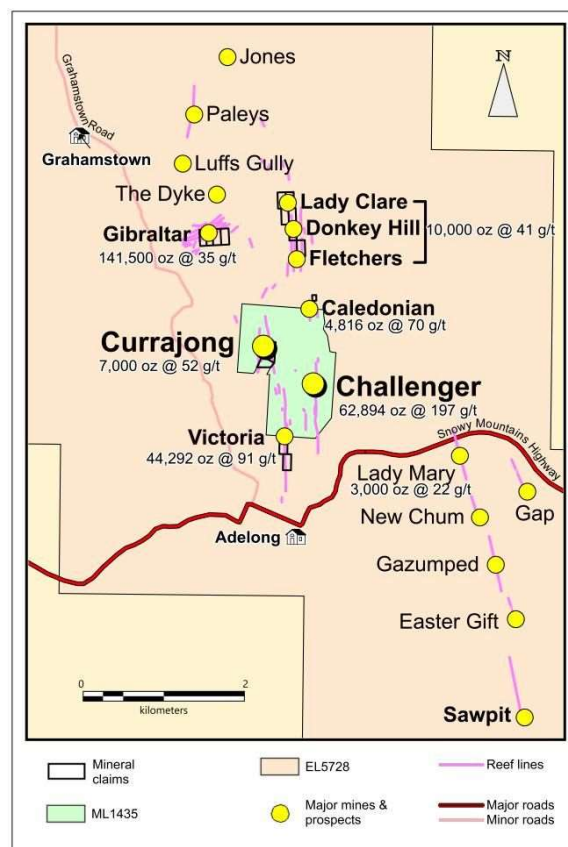 Jones
N
Grahamstown Road
Paleys
Grahamstown
Luffs Gully
The Dyke
Lady Clare
Donkey Hill
10,000 oz @ 41 g/t
Gibraltar
141,500 oz @ 35 g/t
Fletchers
Caledonian
4,816 oz @ 70 g/t
Currajong
7,000 oz @ 52 g/t
Challenger
62,894 oz @ 197 g/t
Victoria
44,292 oz @ 91 g/t
Snowy Mountains
Highway
Lady Mary
3,000 oz @ 22 g/t
Gap
New Chum
Adelong
Gazumped
Easter Gift
Sawpit
0 2
kilometers
Mineral
claims
EL5728
Reef lines
ML1435
Major mines &
prospects
Major roads
Minor roads